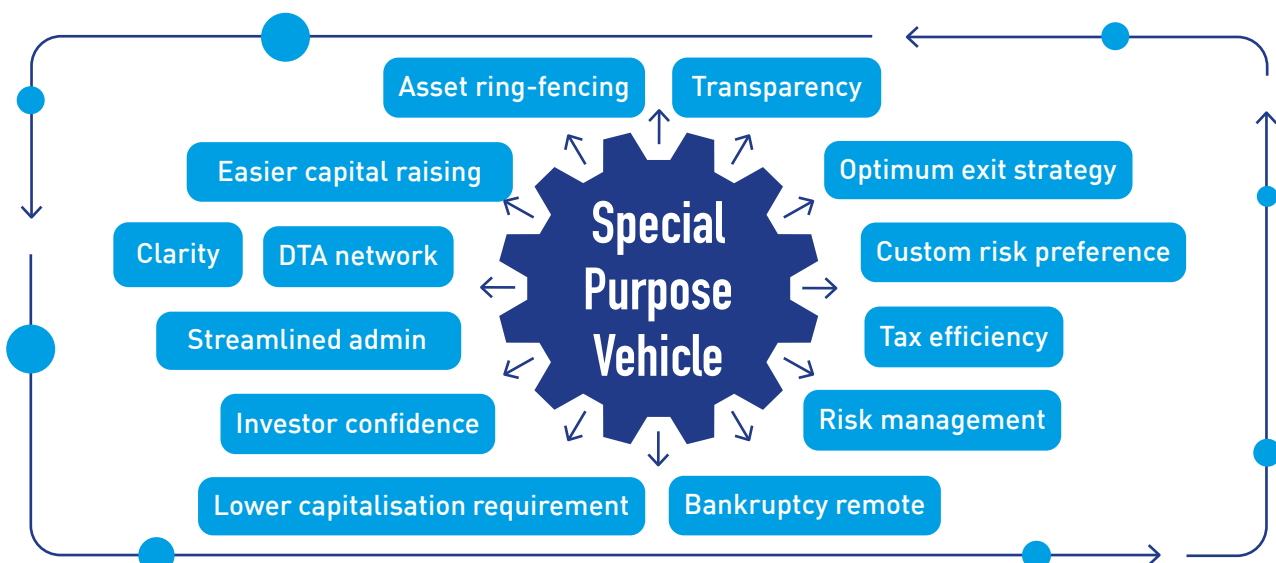 Asset ring-fencing
Transparency
Easier capital raising
Optimum exit strategy
Clarity
DTA network
Custom risk preference
Special
Purpose
Vehicle
Streamlined admin
Tax efficiency
Investor confidence
Risk management
Lower capitalisation requirement
Bankruptcy remote